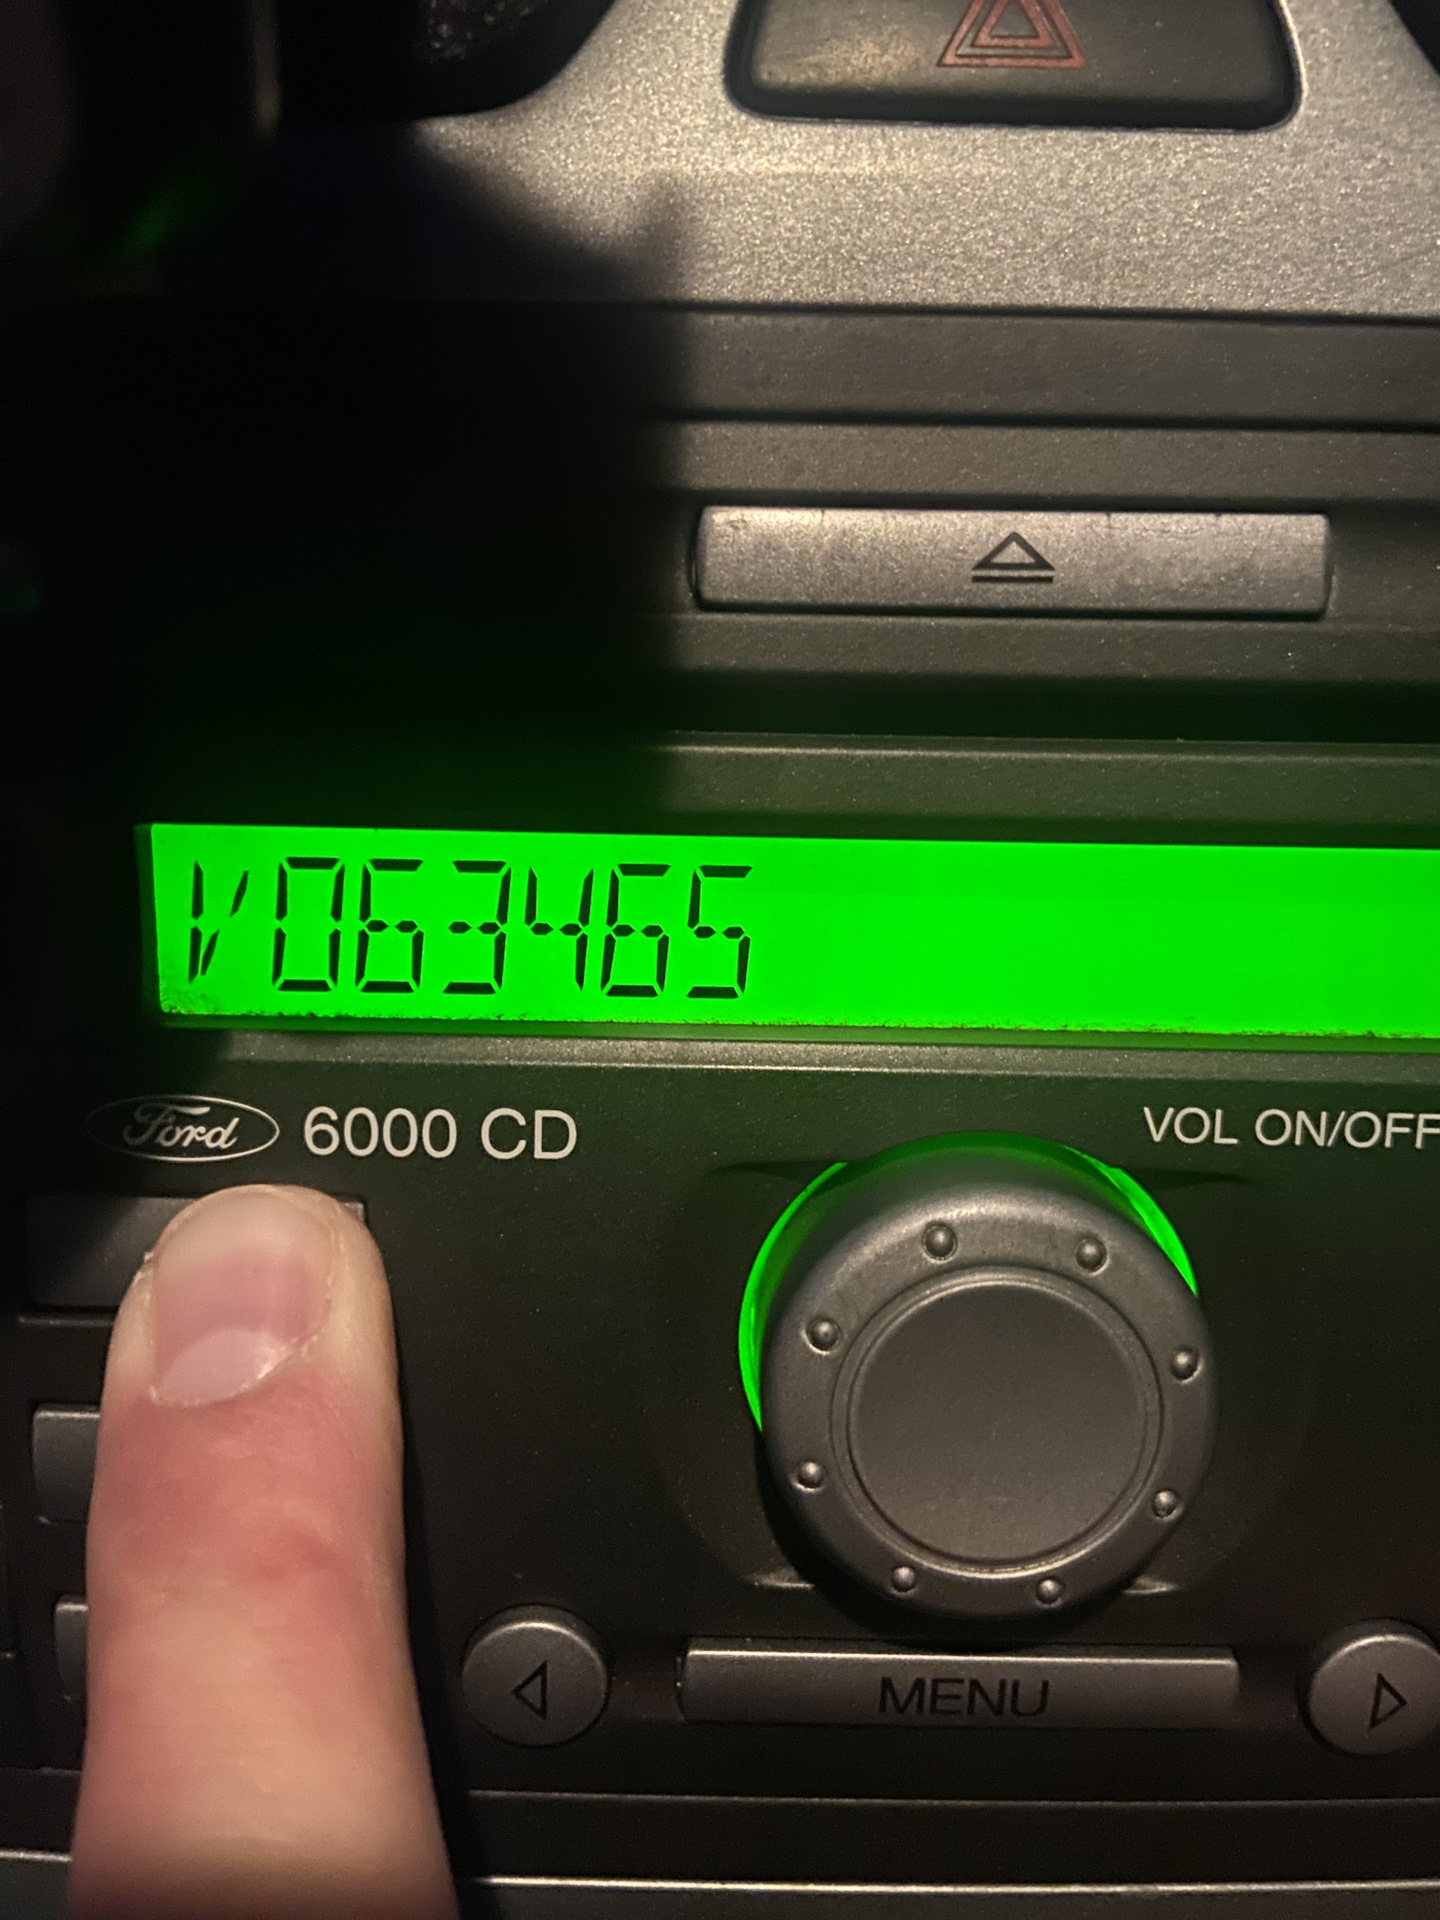 V063465
Ford 6000 CD
VOL ON/OFF
MENU